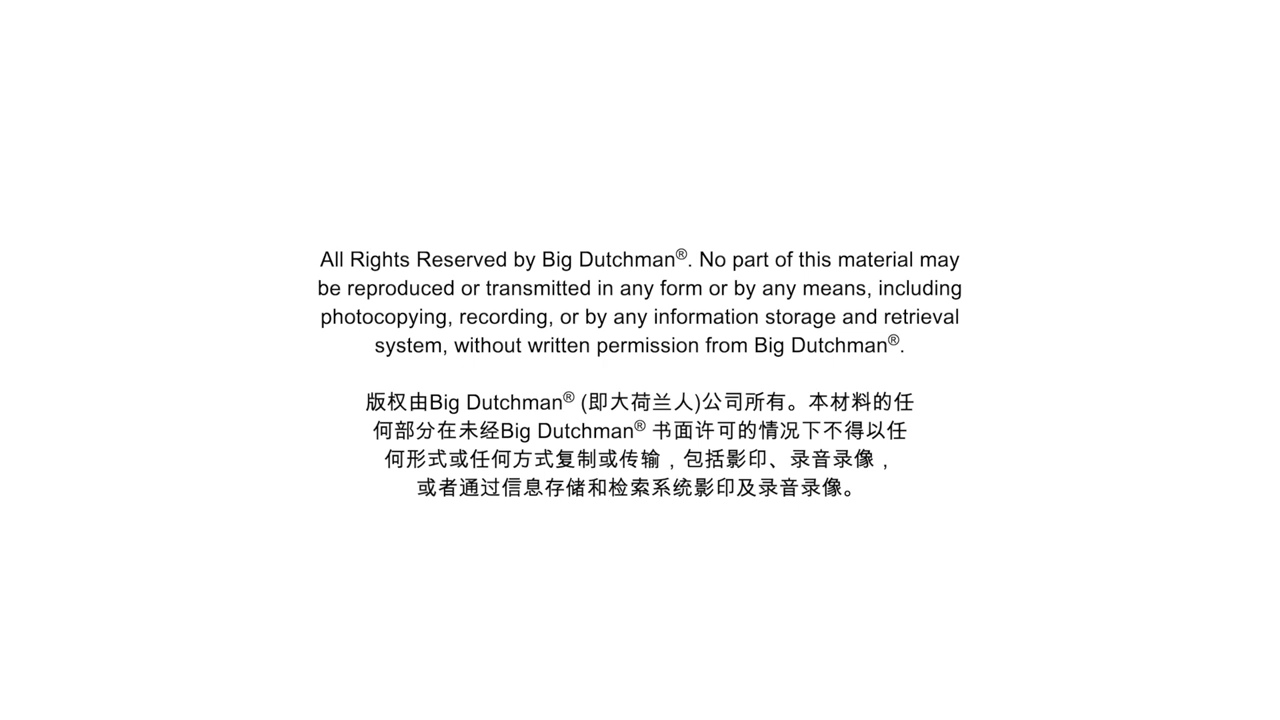 All Rights Reserved by Big Dutchman®. No part of this material may
be reproduced or transmitted in any form or by any means, including
photocopying, recording, or by any information storage and retrieval
system, without written permission from Big Dutchman®.
版权由Big Dutchman® (即大荷兰人)公司所有。本材料的任
何部分在未经Big Dutchman® 书面许可的情况下不得以任
何形式或任何方式复制或传输，包括影印、录音录像，
或者通过信息存储和检索系统影印及录音录像。